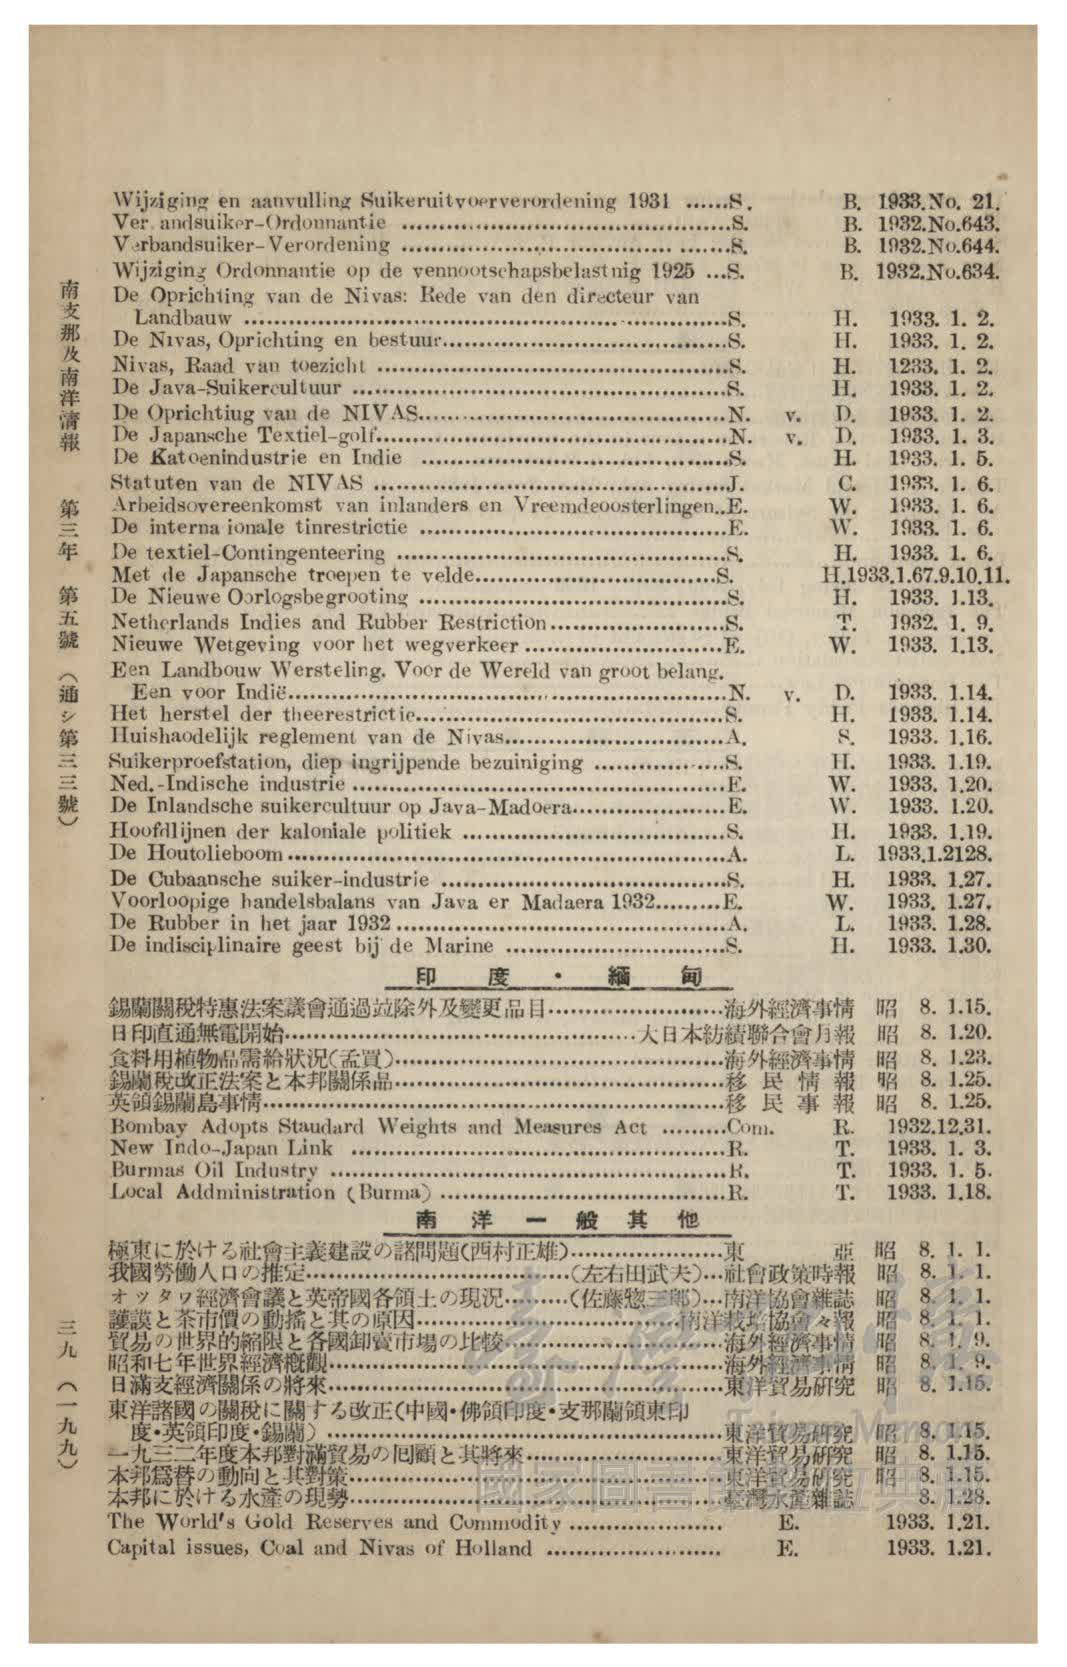 Wijziging en aanvulling Suikeruitvoerverordening 1931 ......S. B. 1933.No. 21.
Ver andsuiker-Ordonnantie ......S. B. 1932.No.643.
Verbandsuiker-Verordening ......S. B. 1932.No.644.
Wijziging Ordonnantie op de vennootschapsbelastnig 1925 ...S. B. 1932.No.634.
De Oprichting van de Nivas: Rede van den directeur van
Landbauw ......S. H. 1933. 1. 2.
De Nivas, Oprichting en bestuur......S. H. 1933. 1. 2.
Nivas, Raad van toezicht ......S. H. 1233. 1. 2.
De Java-Suikercultuur ......S. H. 1933. 1. 2.
De Oprichtiug van de NIVAS......N. v. D. 1933. 1. 2.
De Japansche Textiel-golf......N. v. D. 1933. 1. 3.
De Katoenindustrie en Indie ......S. H. 1933. 1. 5.
Statuten van de NIVAS ......J. C. 1933. 1. 6.
Arbeidsovereenkomst van inlanders en Vreemdeoosterlingen..E. W. 1933. 1. 6.
De interna ionale tinrestrictie ......E. W. 1933. 1. 6.
De textiel-Contingenteering ......S. H. 1933. 1. 6.
Met de Japansche troepen te velde......S. H.1933.1.67.9.10.11.
De Nieuwe Oorlogsbegrooting ......S. H. 1933. 1.13.
Netherlands Indies and Rubber Restriction......S. T. 1932. 1. 9.
Nieuwe Wetgeving voor het wegverkeer ......E. W. 1933. 1.13.
Een Landbouw Wersteling. Voor de Wereld van groot belang.
Een voor Indië......N. v. D. 1933. 1.14.
Het herstel der theerestrictie......S. H. 1933. 1.14.
Huishaodelijk reglement van de Nivas......A. S. 1933. 1.16.
Suikerproefstation, diep ingrijpende bezuiniging ......S. H. 1933. 1.19.
Ned.-Indische industrie ......E. W. 1933. 1.20.
De Inlandsche suikercultuur op Java-Madoera......E. W. 1933. 1.20.
Hoofdlijnen der kaloniale politiek ......S. H. 1933. 1.19.
De Houtolieboom......A. L. 1933.1.2128.
De Cubaansche suiker-industrie ......S. H. 1933. 1.27.
Voorloopige handelsbalans van Java er Madaera 1932.........E. W. 1933. 1.27.
De Rubber in het jaar 1932 ......A. L. 1933. 1.28.
De indisciplinaire geest bij de Marine ......S. H. 1933. 1.30.
印度・緬甸
錫蘭關稅特惠法案議會通過竝除外及變更品目......海外經濟事情 昭 8. 1.15.
日印直通無電開始......大日本紡績聯合會月報 昭 8. 1.20.
食料用植物品需給狀況(孟買)......海外經濟事情 昭 8. 1.23.
錫蘭稅改正法案と本邦關係品......移民情報 昭 8. 1.25.
英領錫蘭島事情......移民事報 昭 8. 1.25.
Bombay Adopts Staudard Weights and Measures Act .........Com. R. 1932.12.31.
New Indo-Japan Link ......R. T. 1933. 1. 3.
Burmas Oil Industry ......R. T. 1933. 1. 5.
Local Addministration (Burma) ......R. T. 1933. 1.18.
南洋一般其他
極東に於ける社會主義建設の諸問題(西村正雄)......東亞 昭 8. 1. 1.
我國勞働人口の推定......(左右田武夫)...社會政策時報 昭 8. 1. 1.
オッタワ經濟會議と英帝國各領土の現況.........(佐藤惣三郎)...南洋協會雜誌 昭 8. 1. 1.
護謨と茶市價の動搖と其の原因......南洋栽培協會々報 昭 8. 1. 1.
貿易の世界的縮限と各國卸賣市場の比較......海外經濟事情 昭 8. 1. 9.
昭和七年世界經濟槪觀......海外經濟事情 昭 8. 1. 9.
日滿支經濟關係の將來......東洋貿易硏究 昭 8. 1.15.
東洋諸國の關稅に關する改正(中國・佛領印度・支那蘭領東印
度・英領印度・錫蘭)......東洋貿易硏究 昭 8. 1.15.
一九三二年度本邦對滿貿易の囘顧と其將來......東洋貿易硏究 昭 8. 1.15.
本邦爲替の動向と其對策......東洋貿易硏究 昭 8. 1.15.
本邦に於ける水產の現勢......臺灣水產雜誌 8. 1.28.
The World's Gold Reserves and Commodity ...... E. 1933. 1.21.
Capital issues, Coal and Nivas of Holland ...... E. 1933. 1.21.
南支那及南洋情報 第三年 第五號 (通シ第三三號)
三九 (一九九)
臺灣記憶
Taiwan Memory
國家圖書館數位典